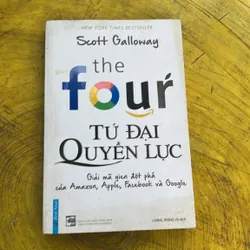 NEW YORK TIMES BESTSELLER
Scott Galloway
the
four
TỨ ĐẠI
QUYỀN LỰC
Giải mã gien đột phá
của Amazon, Apple, Facebook và Google